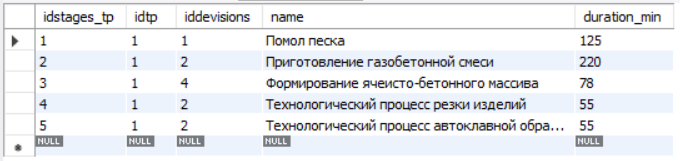 idstages_tp idtp iddevisions name duration_min
1 1 1 Помол песка 125
2 1 2 Приготовление газобетонной смеси 220
3 1 4 Формирование ячеисто-бетонного массива 78
4 1 2 Технологический процесс резки изделий 55
5 1 2 Технологический процесс автоклавной обра... 55
NULL NULL NULL NULL NULL